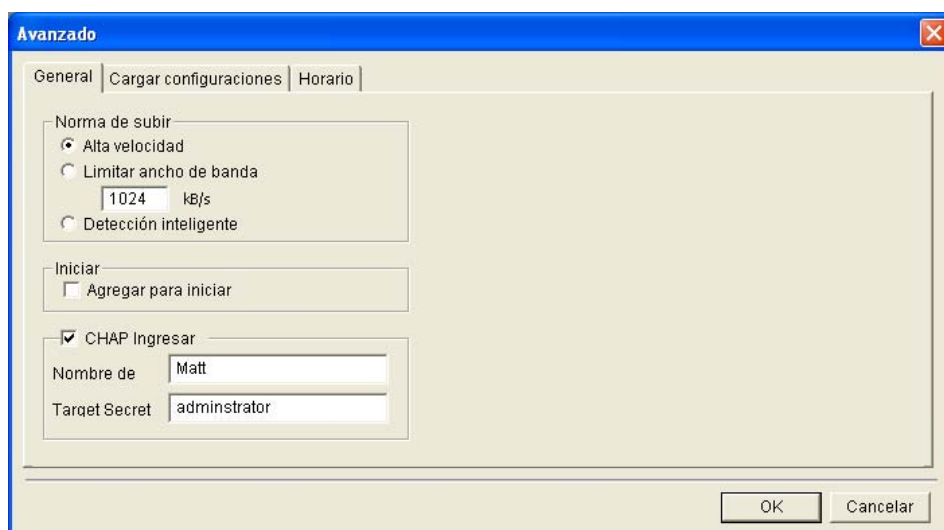 Avanzado
General Cargar configuraciones Horario
Norma de subir
Alta velocidad
Limitar ancho de banda
1024 kB/s
Detección inteligente
Iniciar
Agregar para iniciar
CHAP Ingresar
Nombre de Matt
Target Secret adminstrator
OK Cancelar